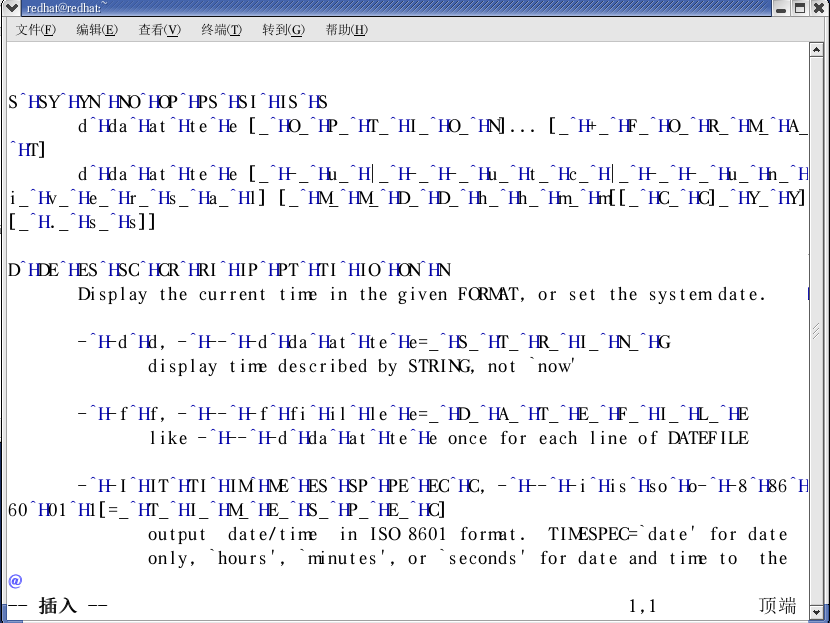 redhat@redhat:~
文件(F) 编辑(E) 查看(V) 终端(T) 转到(G) 帮助(H)
S^HSY^HYN^HNO^HOP^HPS^HSI^HIS^HS
d^Hda^Hat^Hte^He [_^HO_^HP_^HT_^HI_^HO_^HN]... [_^H+_^HF_^HO_^HR_^HM_^HA_
^HT]
d^Hda^Hat^Hte^He [_^H-_^Hu_^H|_^H-_^H-_^Hu_^Ht_^Hc_^H|_^H-_^H-_^Hu_^Hn_^H
i_^Hv_^He_^Hr_^Hs_^Ha_^Hl] [_^HM_^HM_^HD_^HD_^Hh_^Hh_^Hm_^Hm[[_^HC_^HC]_^HY_^HY]
[_^H._^Hs_^Hs]]
D^HDE^HES^HSC^HCR^HRI^HIP^HPT^HTI^HIO^HON^HN
Display the current time in the given FORMAT, or set the system date.
-^H-d^Hd, -^H--^H-d^Hda^Hat^Hte^He=_^HS_^HT_^HR_^HI_^HN_^HG
display time described by STRING, not `now'
-^H-f^Hf, -^H--^H-f^Hfi^Hil^Hle^He=_^HD_^HA_^HT_^HE_^HF_^HI_^HL_^HE
like -^H--^H-d^Hda^Hat^Hte^He once for each line of DATEFILE
-^H-I^HIT^HTI^HIM^HME^HES^HSP^HPE^HEC^HC, -^H--^H-i^His^Hso^Ho-^H-8^H86^H
60^H01^H1[=_^HT_^HI_^HM_^HE_^HS_^HP_^HE_^HC]
output date/time in ISO 8601 format. TIMESPEC=`date' for date
only, `hours', `minutes', or `seconds' for date and time to the
@
-- 插入 -- 1,1 顶端